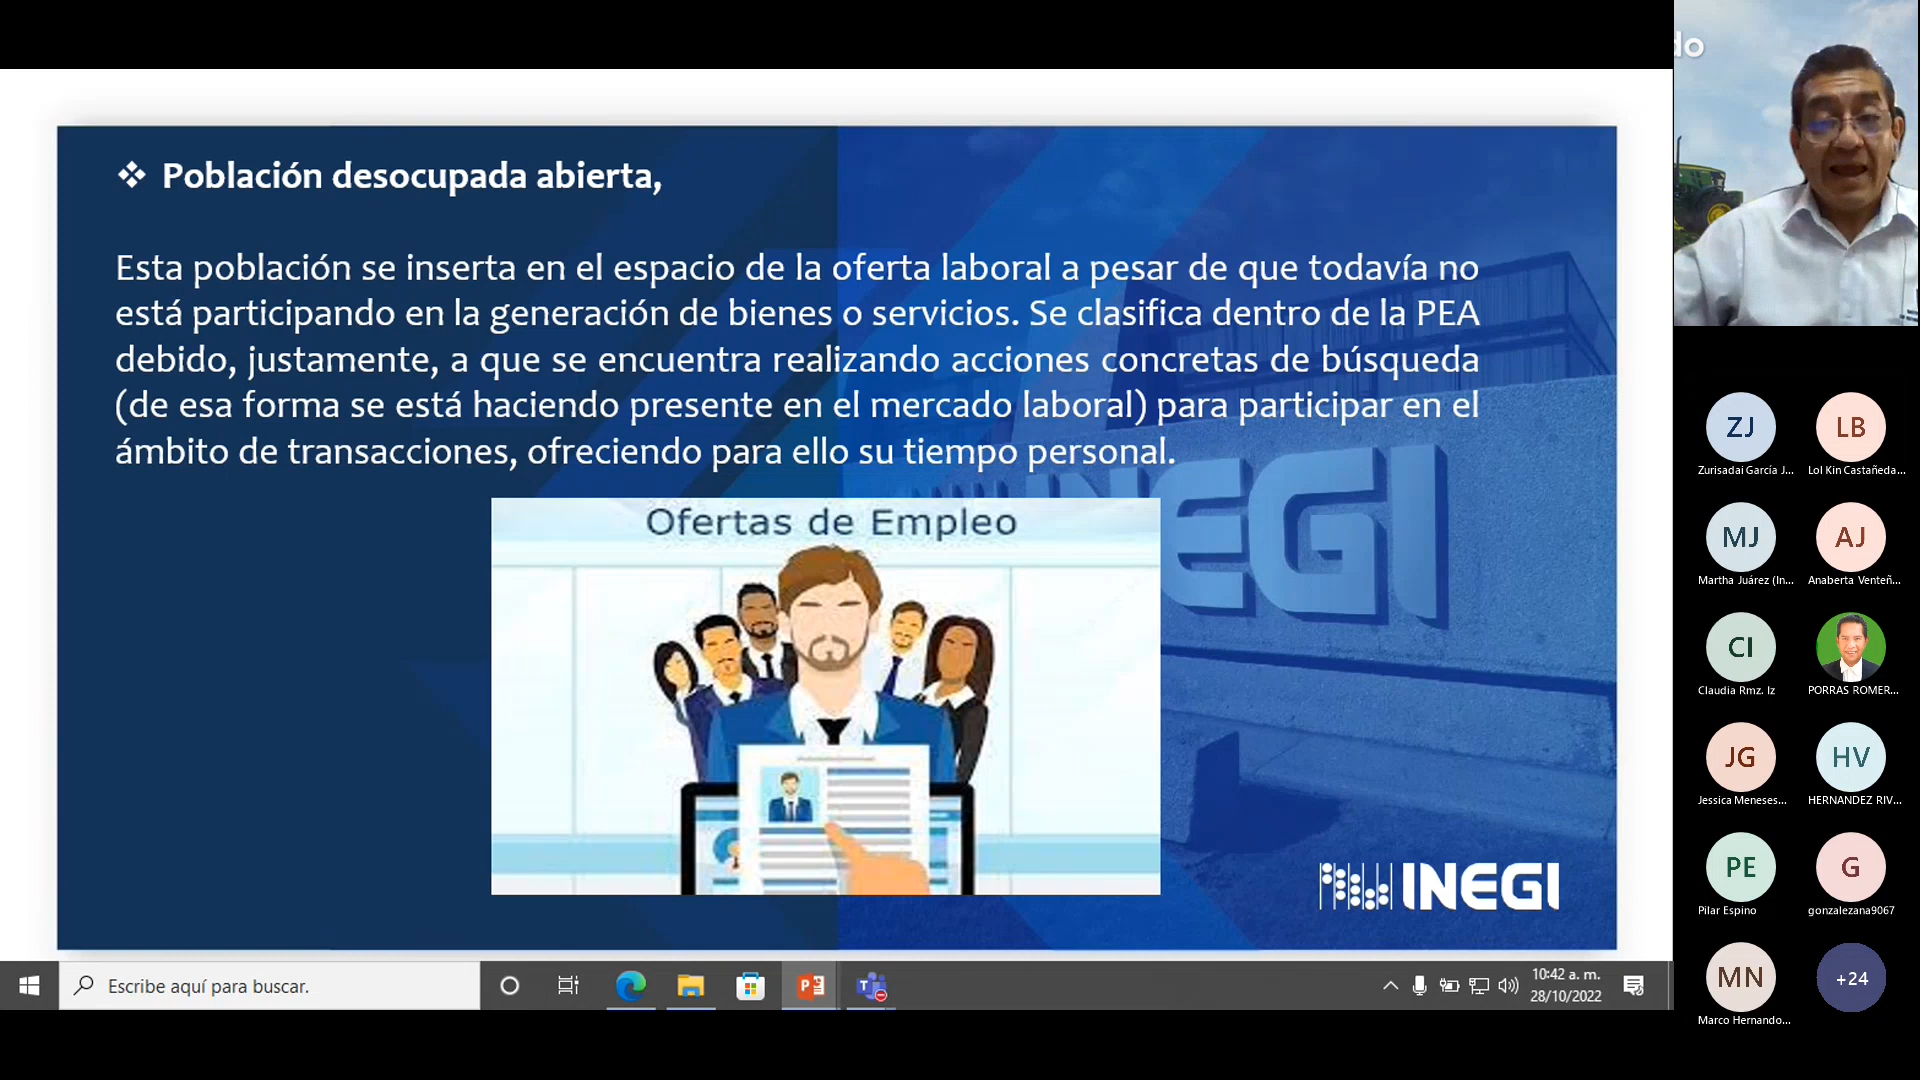 Población desocupada abierta,
Esta población se inserta en el espacio de la oferta laboral a pesar de que todavía no
está participando en la generación de bienes o servicios. Se clasifica dentro de la PEA
debido, justamente, a que se encuentra realizando acciones concretas de búsqueda
(de esa forma se está haciendo presente en el mercado laboral) para participar en el
ámbito de transacciones, ofreciendo para ello su tiempo personal.
Ofertas de Empleo
INEGI
INEGI
Escribe aquí para buscar.
10:42 a. m.
28/10/2022
do
ZJ
LB
Zurisadai García J...
Lol Kin Castañeda...
MJ
AJ
Martha Juárez (In...
Anaberta Venteñ...
CI
Claudia Rmz. Iz
PORRAS ROMER...
JG
HV
Jessica Meneses...
HERNANDEZ RIV...
PE
G
Pilar Espino
gonzalezana9067
MN
+24
Marco Hernando...